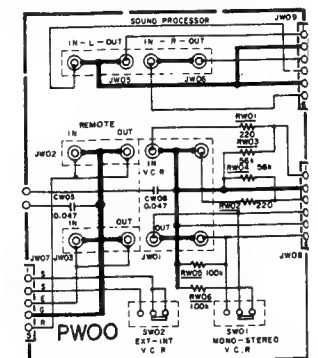 SOUND PROCESSOR
JW09
IN - L - OUT IN - R - OUT
JW05 JW06
REMOTE
IN OUT
JW02
IN
V C R
RW01
220
RW03
56k
RW04 56k
220
CW05
0.047
CW06
0.047
IN OUT
OUT
JW07 JW03 JW01
JW08
RW05 100k
RW06
100k
S
S
E
G
R
PW00
SW02
EXT-INT
V C R
SW01
MONO-STEREO
V.C.R